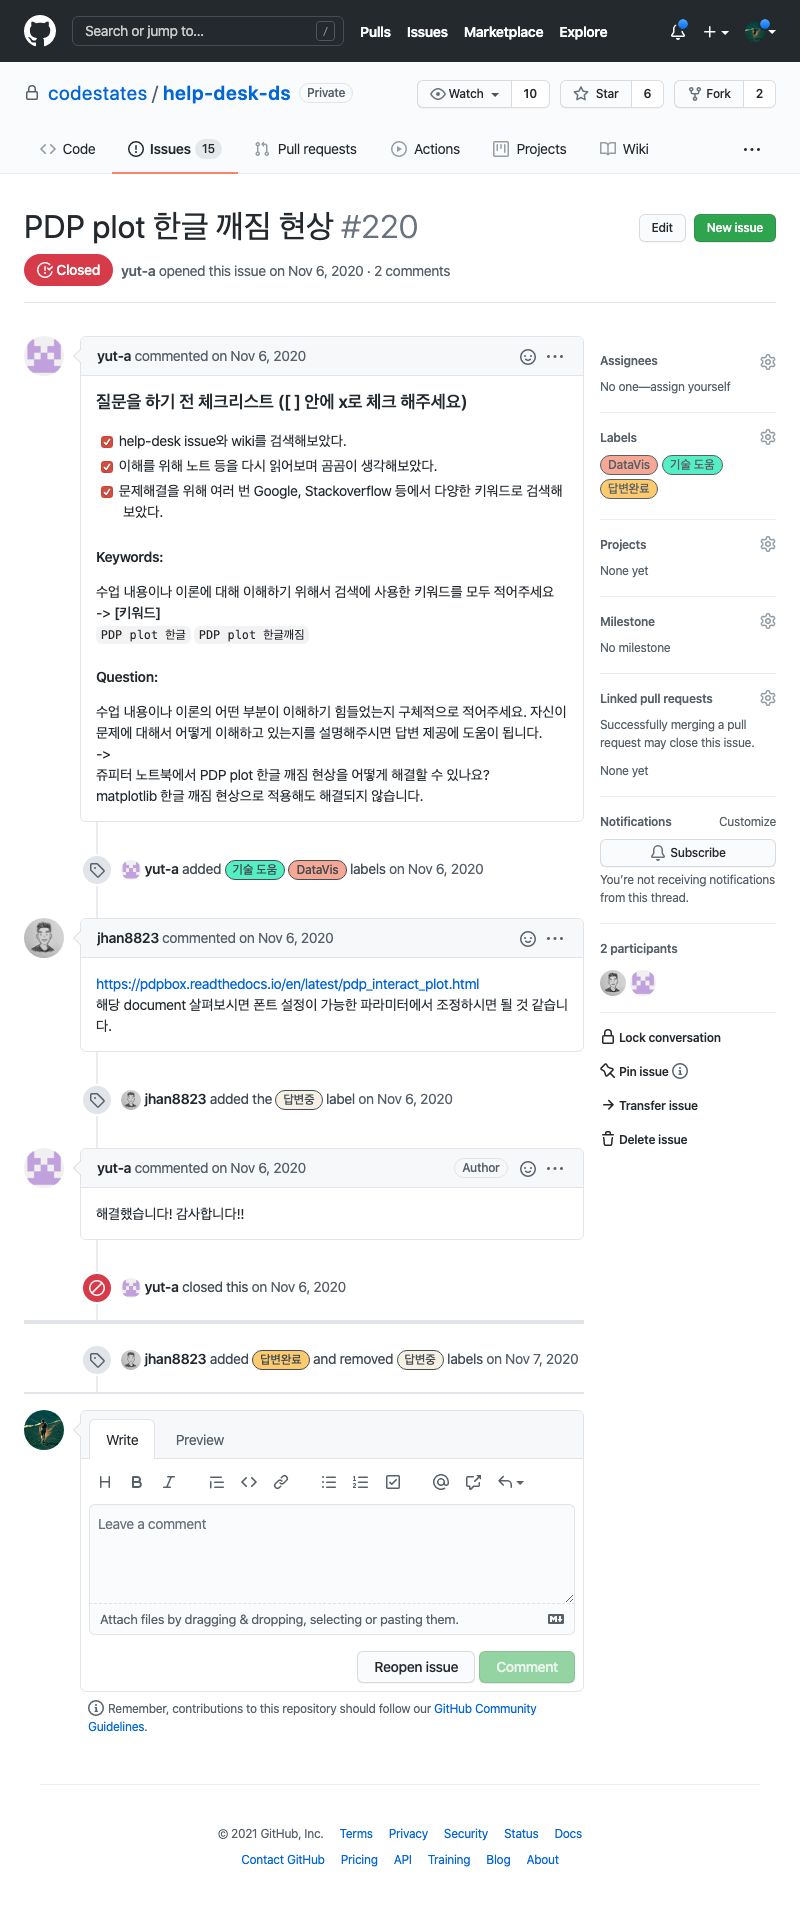 Search or jump to... /
Pulls Issues Marketplace Explore
codestates / help-desk-ds Private
Watch 10 Star 6 Fork 2
Code Issues 15 Pull requests Actions Projects Wiki ...
PDP plot 한글 깨짐 현상 #220
Edit New issue
Closed yut-a opened this issue on Nov 6, 2020 · 2 comments
yut-a commented on Nov 6, 2020
질문을 하기 전 체크리스트 ([ ] 안에 x로 체크 해주세요)
help-desk issue와 wiki를 검색해보았다.
이해를 위해 노트 등을 다시 읽어보며 곰곰이 생각해보았다.
문제해결을 위해 여러 번 Google, Stackoverflow 등에서 다양한 키워드로 검색해
보았다.
Keywords:
수업 내용이나 이론에 대해 이해하기 위해서 검색에 사용한 키워드를 모두 적어주세요
-> [키워드]
PDP plot 한글 PDP plot 한글깨짐
Question:
수업 내용이나 이론의 어떤 부분이 이해하기 힘들었는지 구체적으로 적어주세요. 자신이
문제에 대해서 어떻게 이해하고 있는지를 설명해주시면 답변 제공에 도움이 됩니다.
->
쥬피터 노트북에서 PDP plot 한글 깨짐 현상을 어떻게 해결할 수 있나요?
matplotlib 한글 깨짐 현상으로 적용해도 해결되지 않습니다.
yut-a added 기술 도움 DataVis labels on Nov 6, 2020
jhan8823 commented on Nov 6, 2020
https://pdpbox.readthedocs.io/en/latest/pdp_interact_plot.html
해당 document 살펴보시면 폰트 설정이 가능한 파라미터에서 조정하시면 될 것 같습니
다.
jhan8823 added the 답변중 label on Nov 6, 2020
yut-a commented on Nov 6, 2020 Author
해결했습니다! 감사합니다!!
yut-a closed this on Nov 6, 2020
jhan8823 added 답변완료 and removed 답변중 labels on Nov 7, 2020
Write Preview
H B I
Leave a comment
Attach files by dragging & dropping, selecting or pasting them.
Reopen issue Comment
Remember, contributions to this repository should follow our GitHub Community
Guidelines.
Assignees
No one—assign yourself
Labels
DataVis 기술 도움
답변완료
Projects
None yet
Milestone
No milestone
Linked pull requests
Successfully merging a pull
request may close this issue.
None yet
Notifications Customize
Subscribe
You're not receiving notifications
from this thread.
2 participants
Lock conversation
Pin issue
Transfer issue
Delete issue
© 2021 GitHub, Inc. Terms Privacy Security Status Docs
Contact GitHub Pricing API Training Blog About